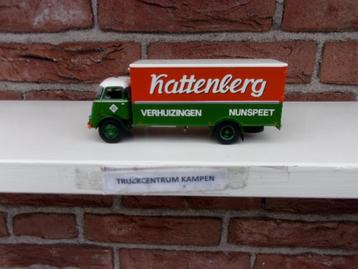 Kattenberg
VERHUIZINGEN NUNSPEET
TRUCKCENTRUM KAMPEN